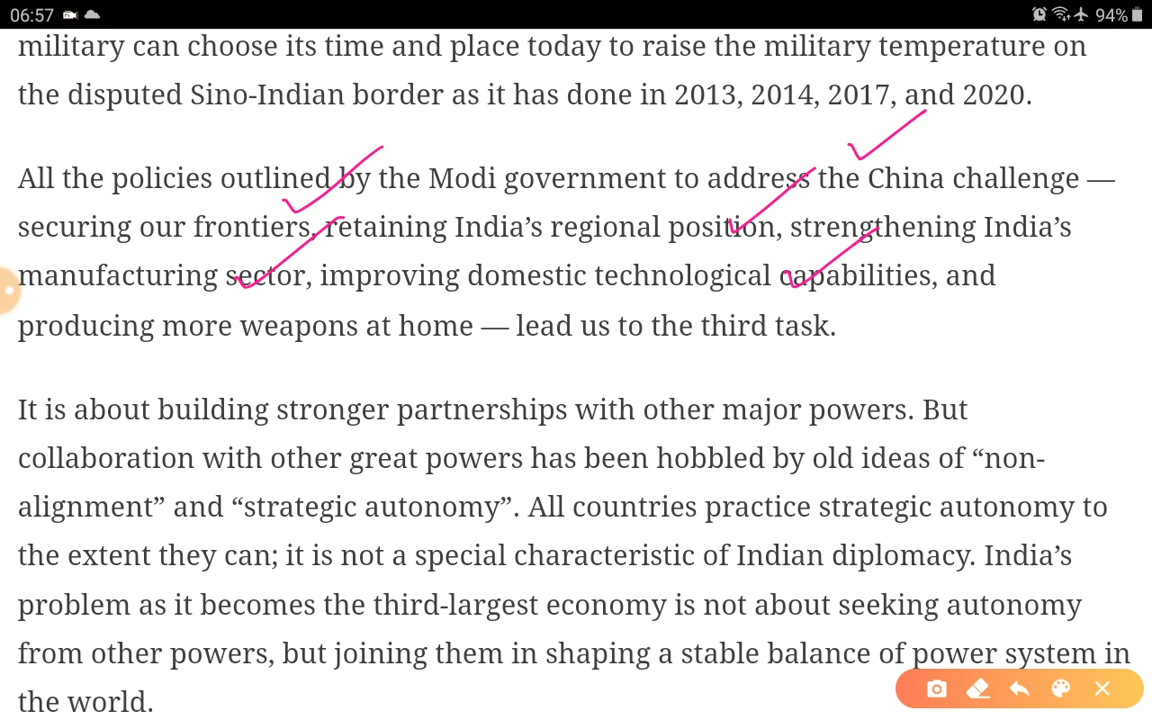 06:57
94%
military can choose its time and place today to raise the military temperature on
the disputed Sino-Indian border as it has done in 2013, 2014, 2017, and 2020.
All the policies outlined by the Modi government to address the China challenge —
securing our frontiers, retaining India’s regional position, strengthening India’s
manufacturing sector, improving domestic technological capabilities, and
producing more weapons at home — lead us to the third task.
It is about building stronger partnerships with other major powers. But
collaboration with other great powers has been hobbled by old ideas of “non-
alignment” and “strategic autonomy”. All countries practice strategic autonomy to
the extent they can; it is not a special characteristic of Indian diplomacy. India’s
problem as it becomes the third-largest economy is not about seeking autonomy
from other powers, but joining them in shaping a stable balance of power system in
the world.